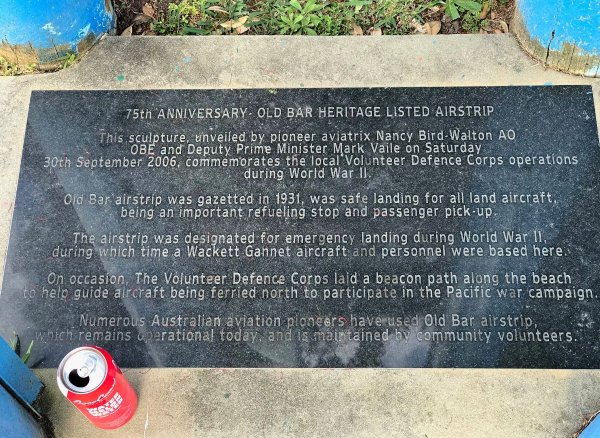 75th ANNIVERSARY- OLD BAR HERITAGE LISTED AIRSTRIP
This sculpture, unveiled by pioneer aviatrix Nancy Bird-Walton AO
OBE and Deputy Prime Minister Mark Vaile on Saturday
30th September 2006, commemorates the local Volunteer Defence Corps operations
during World War II.
Old Bar airstrip was gazetted in 1931, was safe landing for all land aircraft,
being an important refueling stop and passenger pick-up.
The airstrip was designated for emergency landing during World War II,
during which time a Wackett Gannet aircraft and personnel were based here.
On occasion, The Volunteer Defence Corps laid a beacon path along the beach
to help guide aircraft being ferried north to participate in the Pacific war campaign.
Numerous Australian aviation pioneers have used Old Bar airstrip,
which remains operational today, and is maintained by community volunteers.